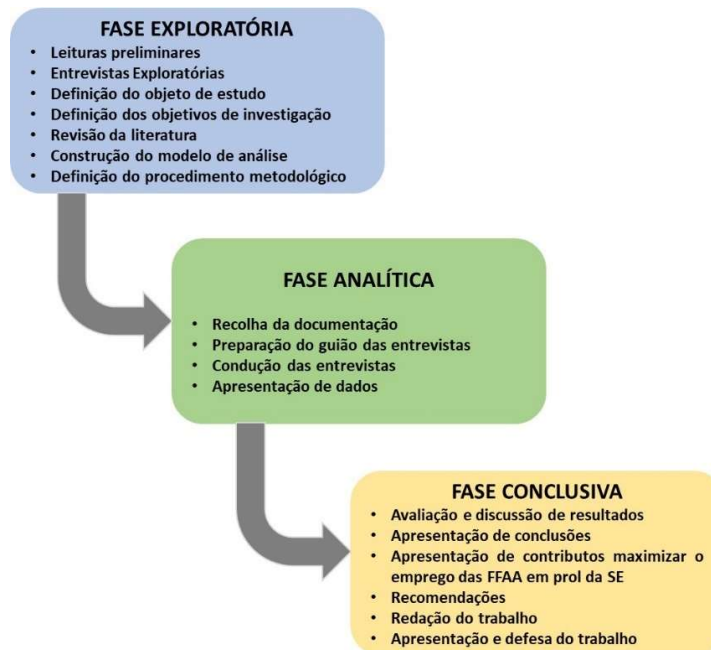 FASE EXPLORATÓRIA
• Leituras preliminares
• Entrevistas Exploratórias
• Definição do objeto de estudo
• Definição dos objetivos de investigação
• Revisão da literatura
• Construção do modelo de análise
• Definição do procedimento metodológico
FASE ANALÍTICA
• Recolha da documentação
• Preparação do guião das entrevistas
• Condução das entrevistas
• Apresentação de dados
FASE CONCLUSIVA
• Avaliação e discussão de resultados
• Apresentação de conclusões
• Apresentação de contributos maximizar o
emprego das FFAA em prol da SE
• Recomendações
• Redação do trabalho
• Apresentação e defesa do trabalho